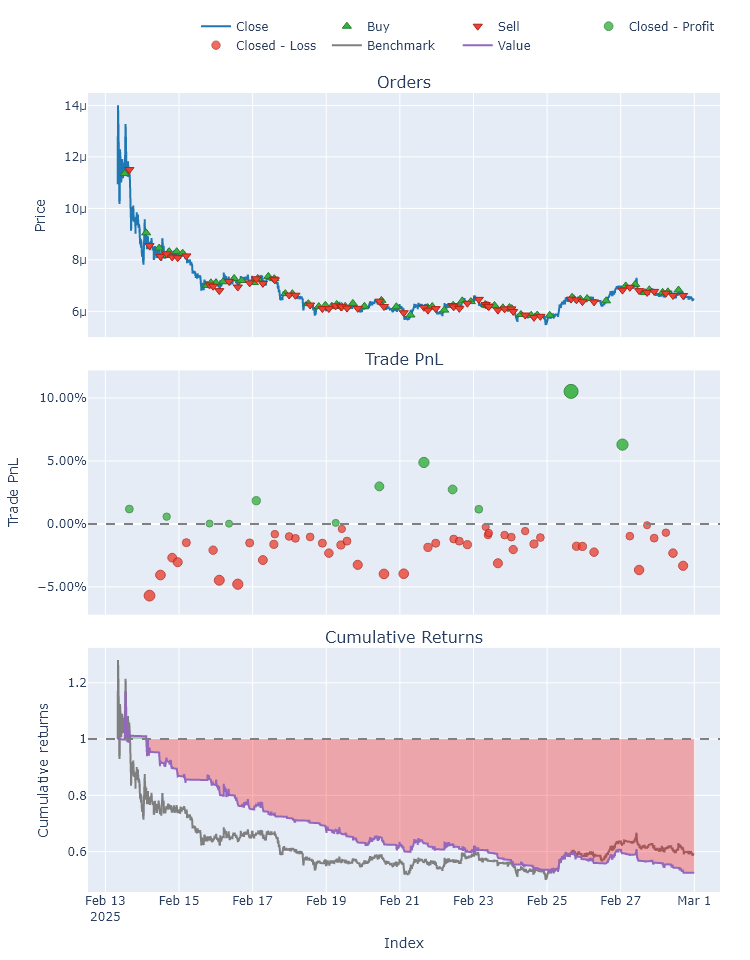 Close Buy Sell Closed - Profit
Closed - Loss Benchmark Value
Orders
14μ
12μ
10μ
8μ
6μ
Price
Trade PnL
10.00%
5.00%
0.00%
−5.00%
Trade PnL
Cumulative Returns
1.2
1
0.8
0.6
Cumulative returns
Feb 13 Feb 15 Feb 17 Feb 19 Feb 21 Feb 23 Feb 25 Feb 27 Mar 1
2025
Index